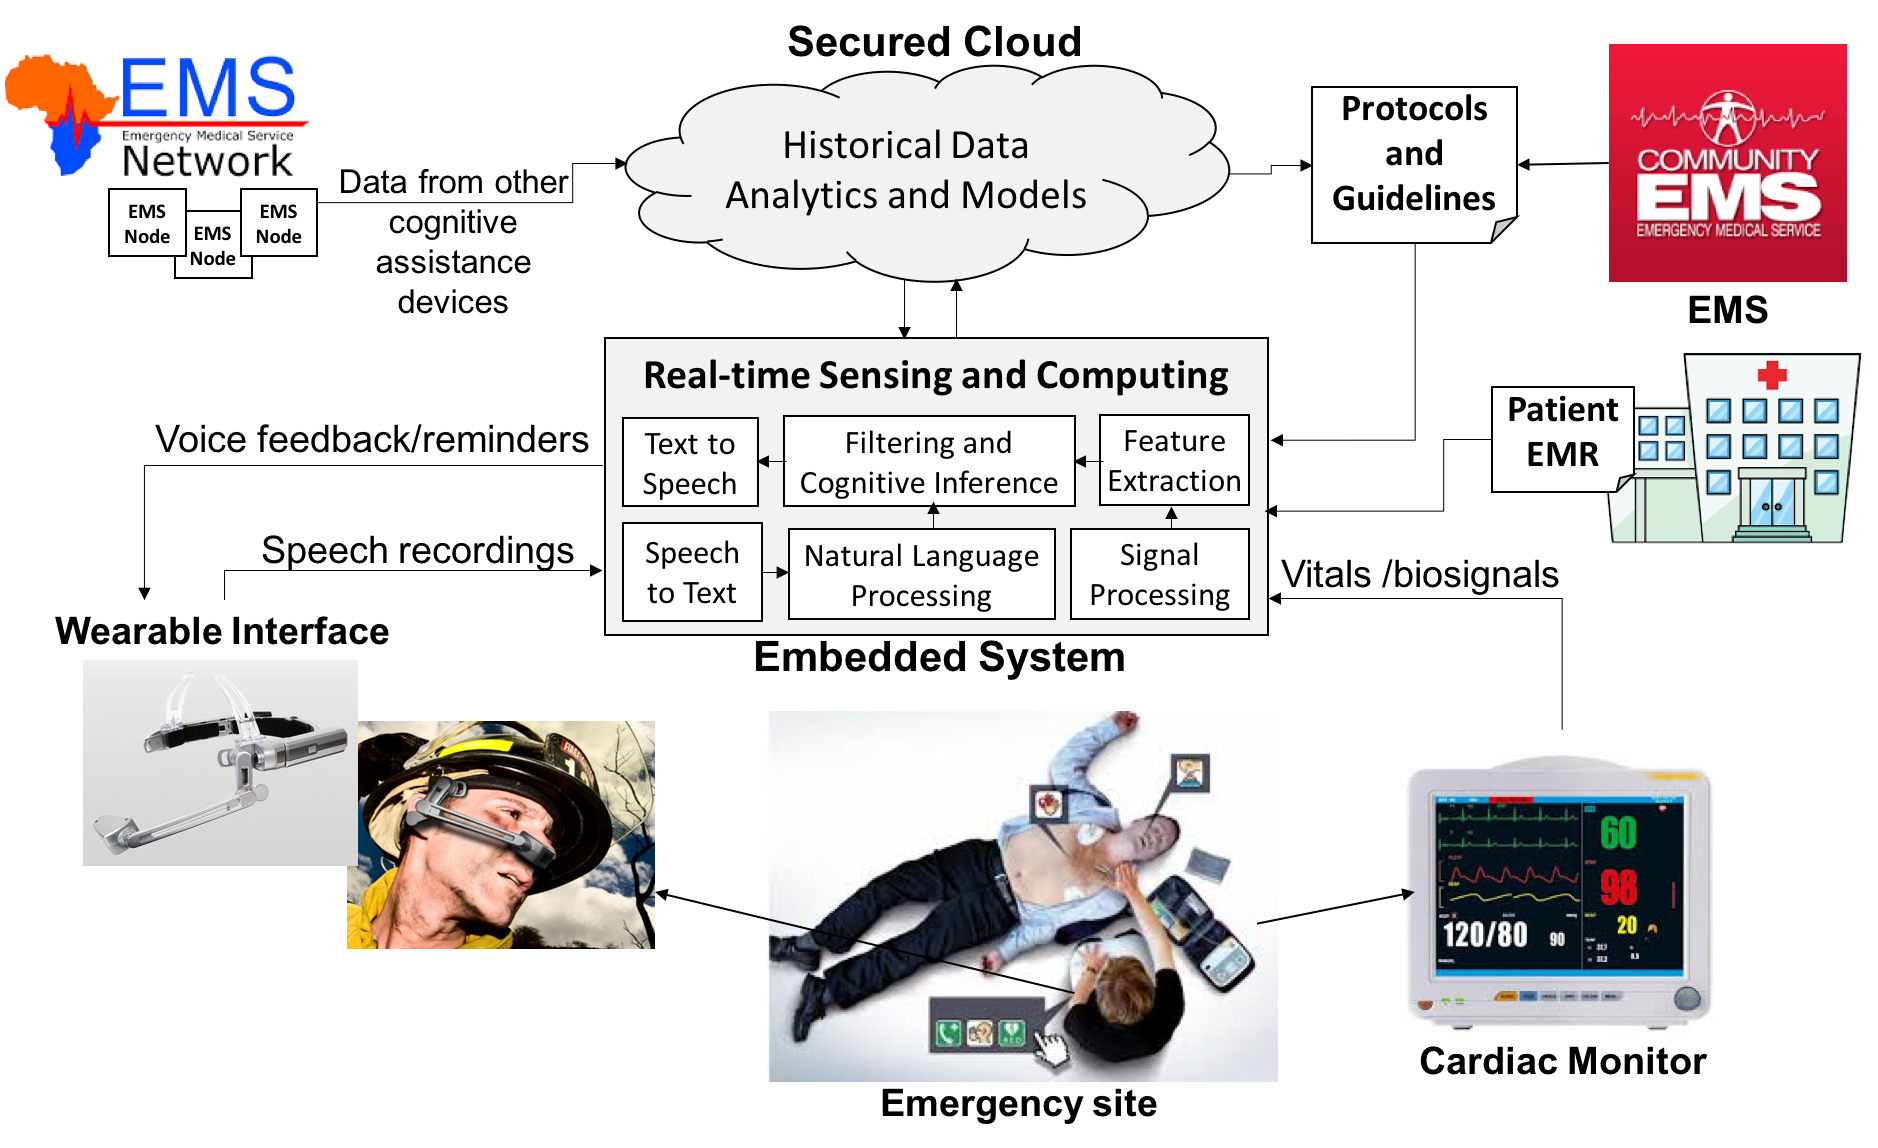 Secured Cloud
EMS
Emergency Medical Service
Network
EMS
Node
EMS
Node
EMS
Node
Data from other
cognitive
assistance
devices
Historical Data
Analytics and Models
Protocols
and
Guidelines
COMMUNITY
EMS
EMERGENCY MEDICAL SERVICE
EMS
Real-time Sensing and Computing
Text to
Speech
Filtering and
Cognitive Inference
Feature
Extraction
Speech
to Text
Natural Language
Processing
Signal
Processing
Embedded System
Patient
EMR
Voice feedback/reminders
Speech recordings
Vitals /biosignals
Wearable Interface
60
98
20
120/80 90
Emergency site
Cardiac Monitor